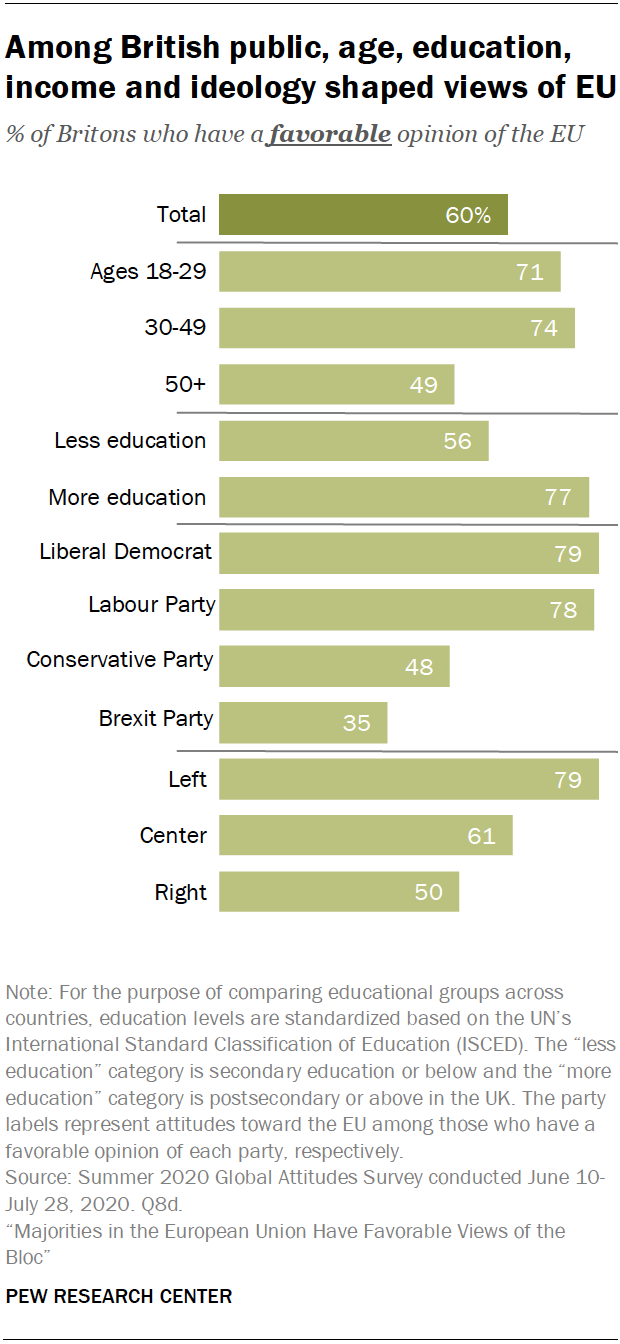 Among British public, age, education,
income and ideology shaped views of EU
% of Britons who have a favorable opinion of the EU
Total 60%
Ages 18-29 71
30-49 74
50+ 49
Less education 56
More education 77
Liberal Democrat 79
Labour Party 78
Conservative Party 48
Brexit Party 35
Left 79
Center 61
Right 50
Note: For the purpose of comparing educational groups across
countries, education levels are standardized based on the UN’s
International Standard Classification of Education (ISCED). The “less
education” category is secondary education or below and the “more
education” category is postsecondary or above in the UK. The party
labels represent attitudes toward the EU among those who have a
favorable opinion of each party, respectively.
Source: Summer 2020 Global Attitudes Survey conducted June 10-
July 28, 2020. Q8d.
“Majorities in the European Union Have Favorable Views of the
Bloc”
PEW RESEARCH CENTER